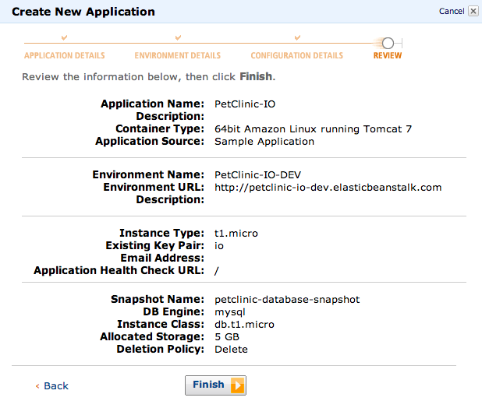 Create New Application
Cancel
APPLICATION DETAILS ENVIRONMENT DETAILS CONFIGURATION DETAILS REVIEW
Review the information below, then click Finish.
Application Name: PetClinic-IO
Description:
Container Type: 64bit Amazon Linux running Tomcat 7
Application Source: Sample Application
Environment Name: PetClinic-IO-DEV
Environment URL: http://petclinic-io-dev.elasticbeanstalk.com
Description:
Instance Type: t1.micro
Existing Key Pair: io
Email Address:
Application Health Check URL: /
Snapshot Name: petclinic-database-snapshot
DB Engine: mysql
Instance Class: db.t1.micro
Allocated Storage: 5 GB
Deletion Policy: Delete
‹ Back
Finish